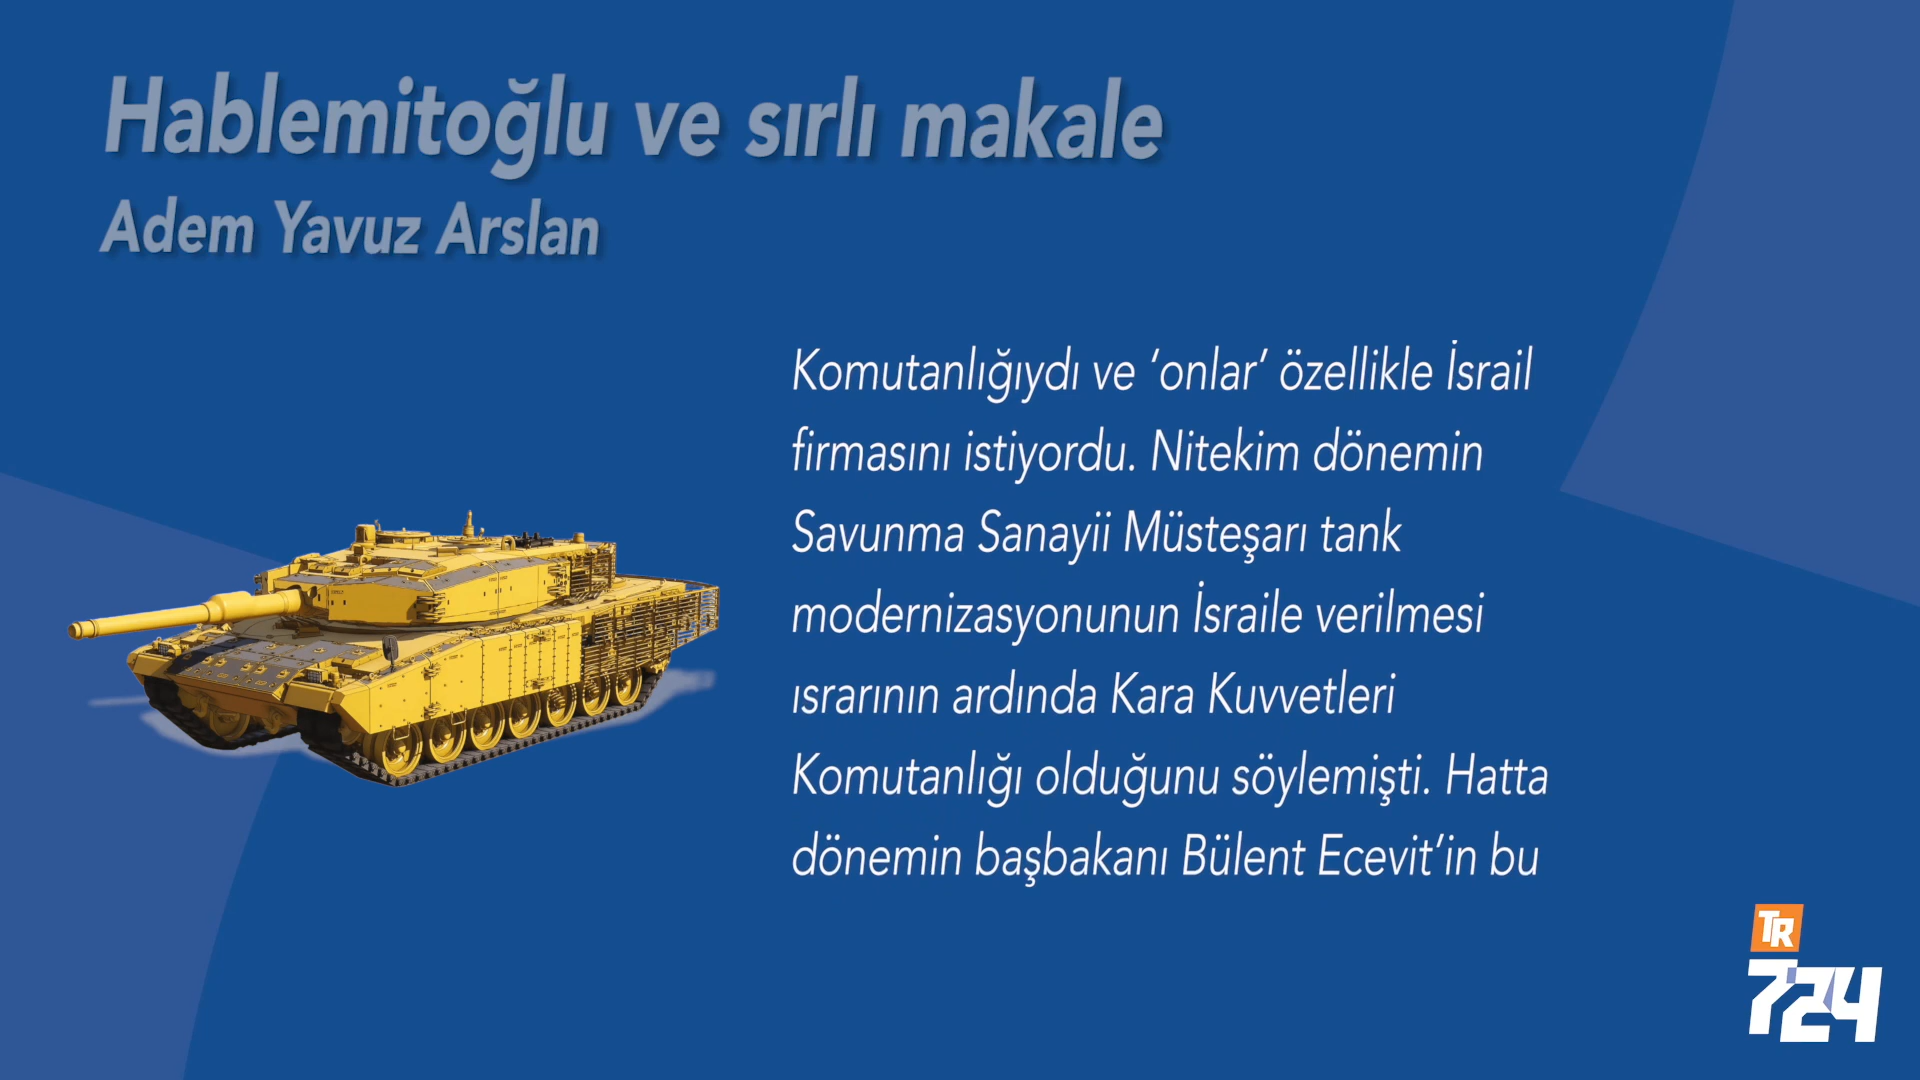 Hablemitoğlu ve sırlı makale
Adem Yavuz Arslan
Komutanlığıydı ve ‘onlar’ özellikle İsrail
firmasını istiyordu. Nitekim dönemin
Savunma Sanayii Müsteşarı tank
modernizasyonunun İsraile verilmesi
ısrarının ardında Kara Kuvvetleri
Komutanlığı olduğunu söylemişti. Hatta
dönemin başbakanı Bülent Ecevit’in bu
TR
724